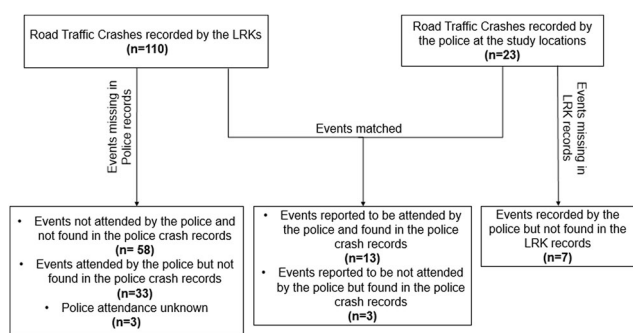 Road Traffic Crashes recorded by the LRKs
(n=110)
Road Traffic Crashes recorded by
the police at the study locations
(n=23)
Events missing in
Police records
Events matched
Events missing in
LRK records
• Events not attended by the police and
not found in the police crash records
(n= 58)
• Events attended by the police but not
found in the police crash records
(n=33)
• Police attendance unknown
(n=3)
• Events reported to be attended by
the police and found in the police
crash records
(n=13)
• Events reported to be not attended
by the police but found in the police
crash records
(n=3)
Events recorded by the
police but not found in the
LRK records
(n=7)